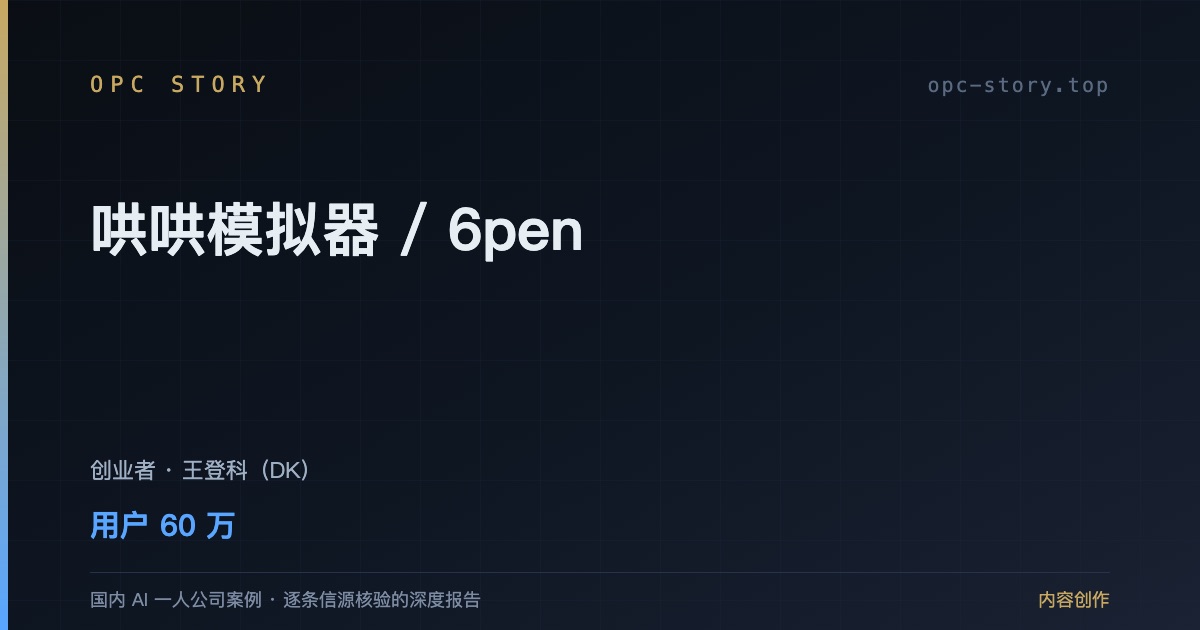 OPC STORY
opc-story.top
哄哄模拟器 / 6pen
创业者 · 王登科（DK）
用户 60 万
国内 AI 一人公司案例 · 逐条信源核验的深度报告
内容创作